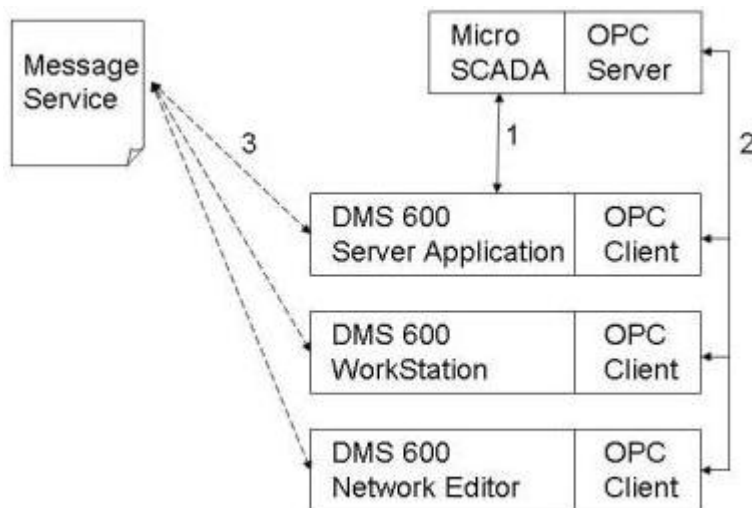 Message
Service
Micro
SCADA
OPC
Server
3
1
2
DMS 600
Server Application
OPC
Client
DMS 600
WorkStation
OPC
Client
DMS 600
Network Editor
OPC
Client